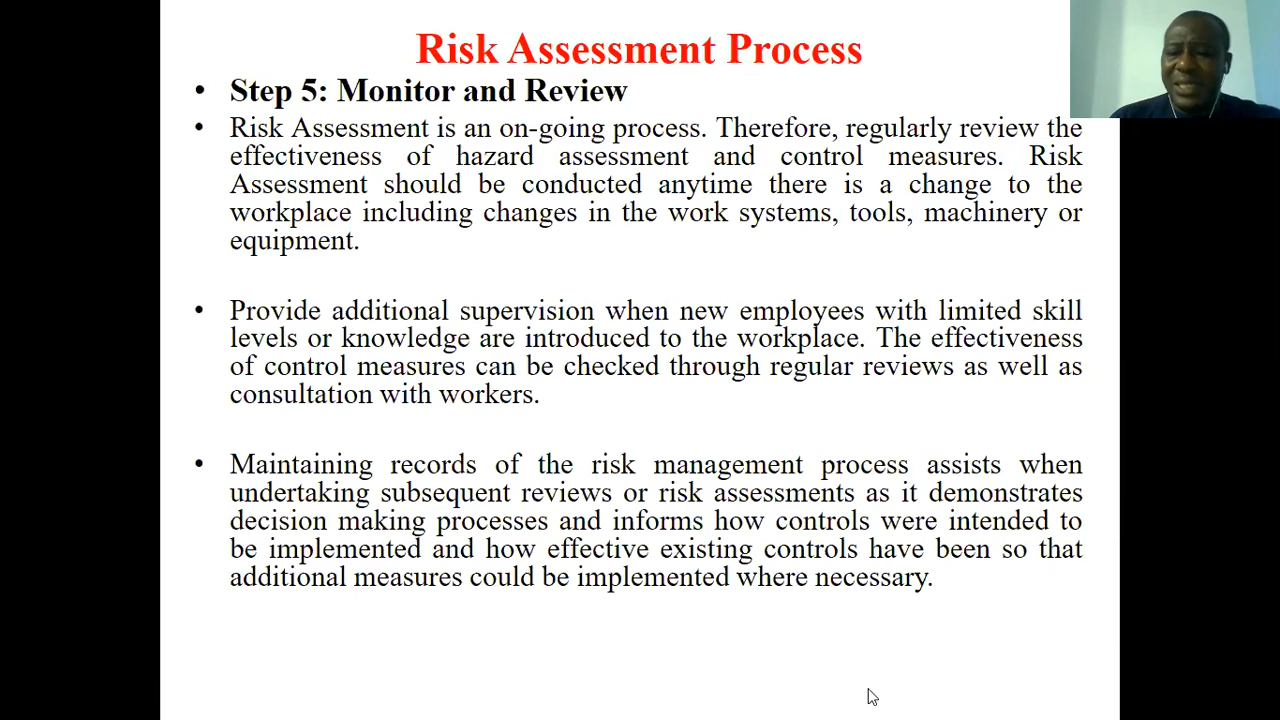 Risk Assessment Process
• Step 5: Monitor and Review
• Risk Assessment is an on-going process. Therefore, regularly review the
effectiveness of hazard assessment and control measures. Risk
Assessment should be conducted anytime there is a change to the
workplace including changes in the work systems, tools, machinery or
equipment.
• Provide additional supervision when new employees with limited skill
levels or knowledge are introduced to the workplace. The effectiveness
of control measures can be checked through regular reviews as well as
consultation with workers.
• Maintaining records of the risk management process assists when
undertaking subsequent reviews or risk assessments as it demonstrates
decision making processes and informs how controls were intended to
be implemented and how effective existing controls have been so that
additional measures could be implemented where necessary.